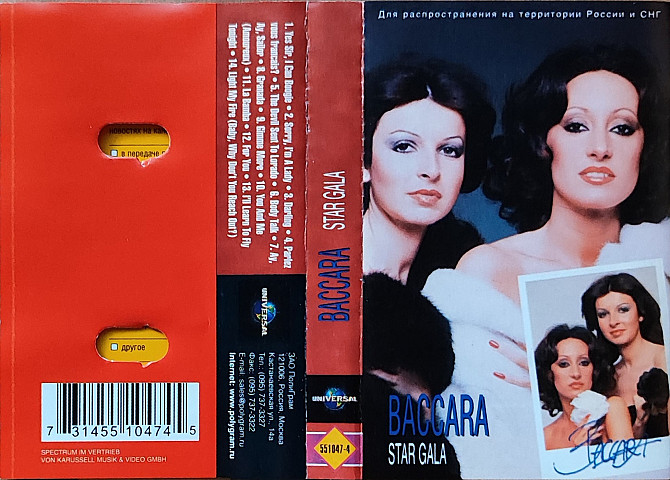 Для распространения на территории России и СНГ
BACCARA
STAR GALA
Baccara
BACCARA STAR GALA
UNIVERSAL
551047-4
1. Yes Sir, I Can Boogie • 2. Sorry, I'm A Lady • 3. Darling • 4. Parlez
vous francais? • 5. The Devil Sent To Lorado • 6. Body Talk • 7. Ay,
Ay, Sailor • 8. Granada • 9. Gimme More • 10. You And Me
(Amoureux) • 11. La Bamba • 12. For You • 13. I'll Learn To Fly
Tonight • 14. Light My Fire (Baby, Why Don't You Reach Out?)
UNIVERSAL
ЗАО ПолиГрам
121006, Россия, Москва
Кастанаевская ул., 14а
Тел.: (095) 737-3327
Факс: (095) 737-3322
E-mail: sales@polygram.ru
Internet: www.polygram.ru
новостях на ка
в передаче
другое
7 31455 10474 5
SPECTRUM IM VERTRIEB
VON KARUSSELL MUSIK & VIDEO GMBH